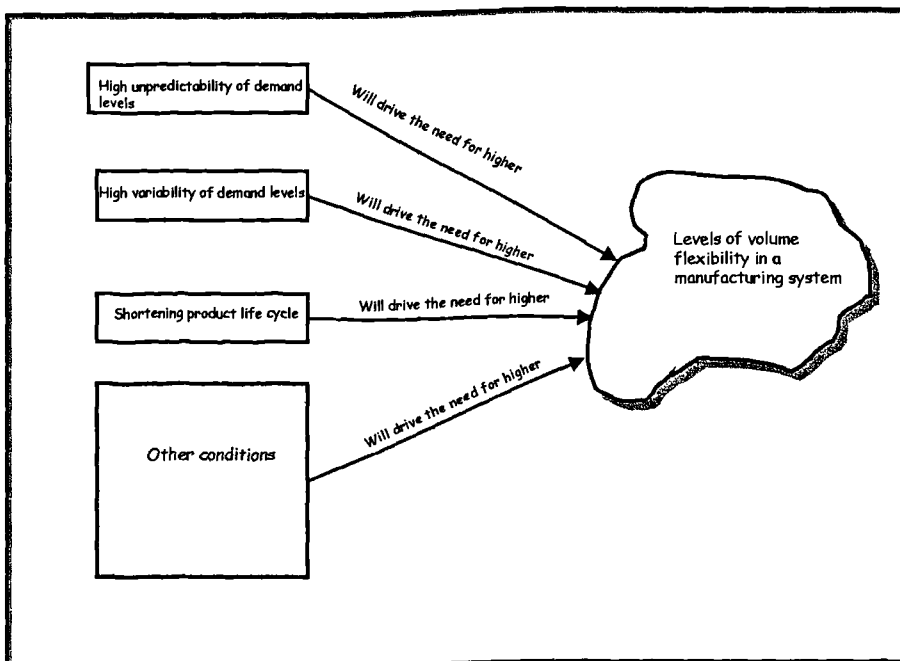 High unpredictability of demand
levels
Will drive the need for higher
High variability of demand levels
Will drive the need for higher
Levels of volume
flexibility in a
manufacturing system
Shortening product life cycle
Will drive the need for higher
Other conditions
Will drive the need for higher